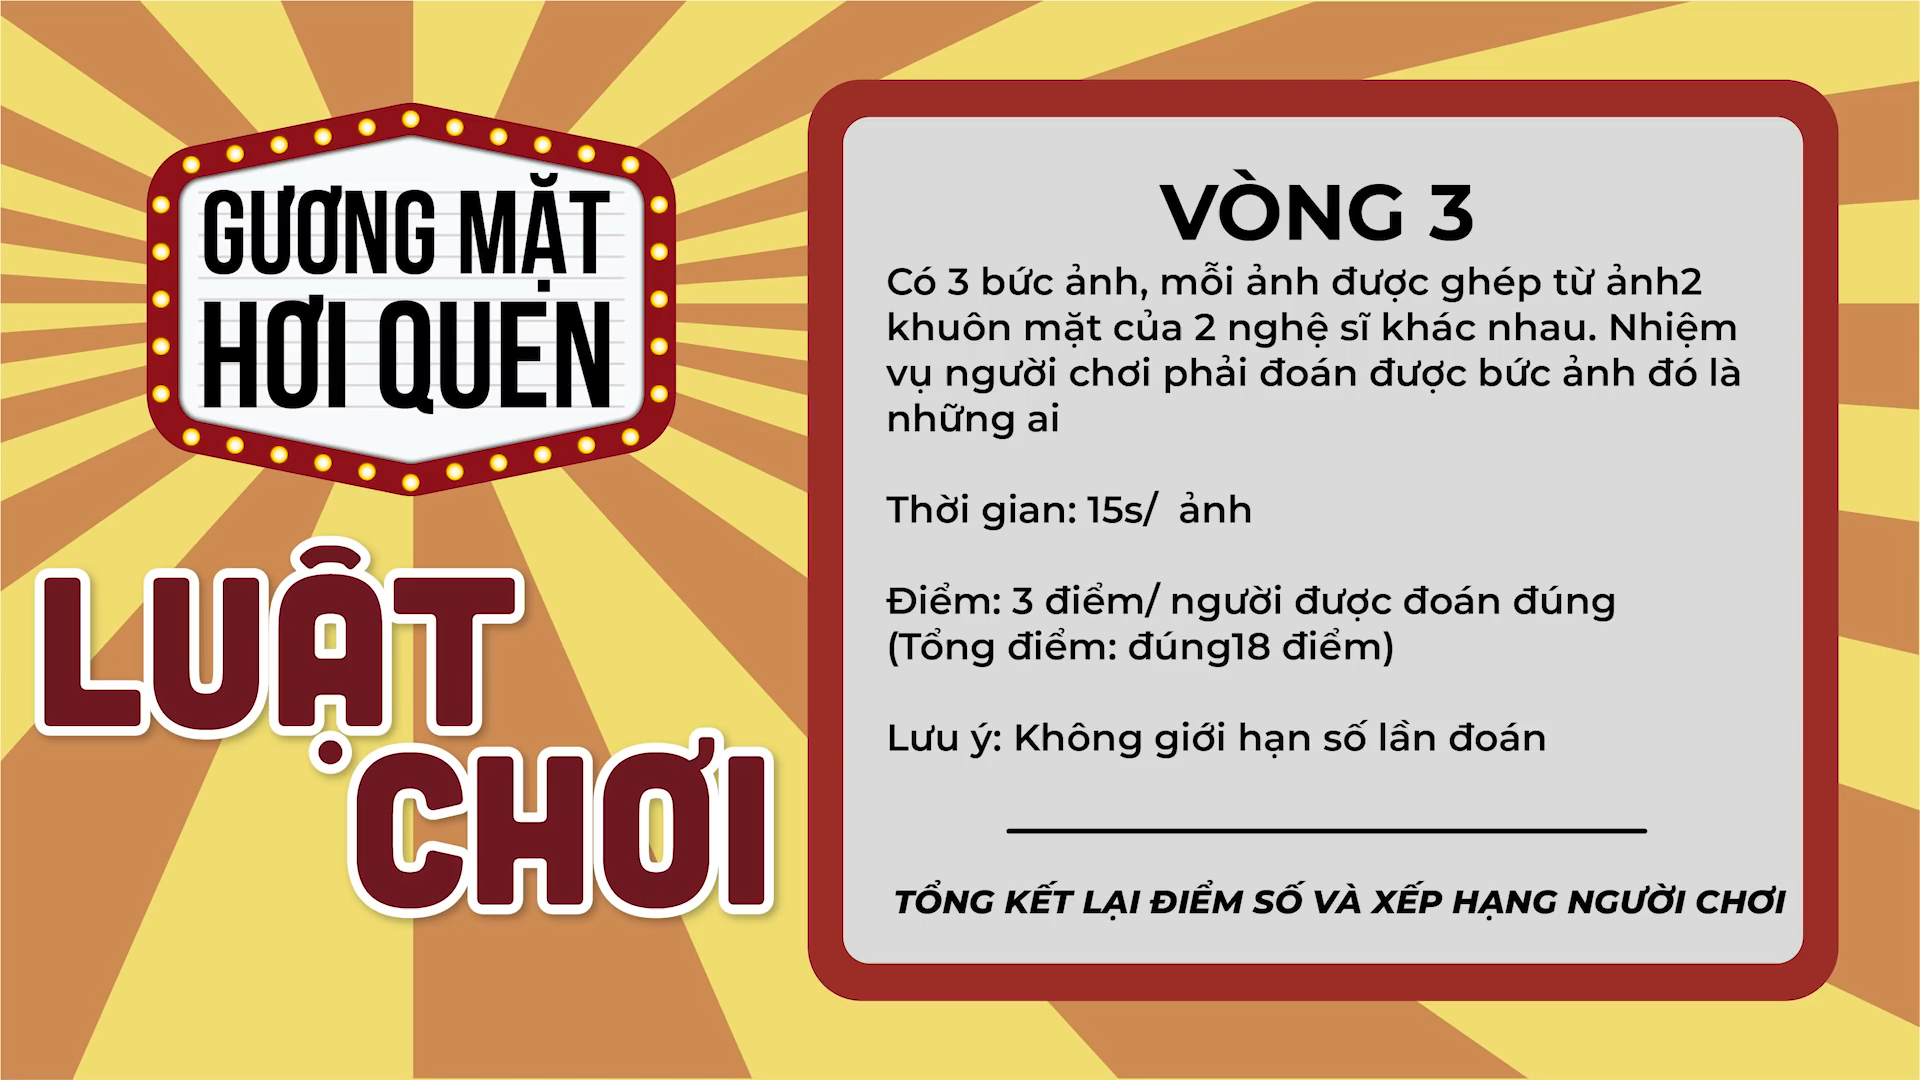 GƯƠNG MẶT
HƠI QUEN
LUẬT
CHƠI
VÒNG 3
Có 3 bức ảnh, mỗi ảnh được ghép từ ảnh2
khuôn mặt của 2 nghệ sĩ khác nhau. Nhiệm
vụ người chơi phải đoán được bức ảnh đó là
những ai
Thời gian: 15s/  ảnh
Điểm: 3 điểm/ người được đoán đúng
(Tổng điểm: đúng18 điểm)
Lưu ý: Không giới hạn số lần đoán
TỔNG KẾT LẠI ĐIỂM SỐ VÀ XẾP HẠNG NGƯỜI CHƠI